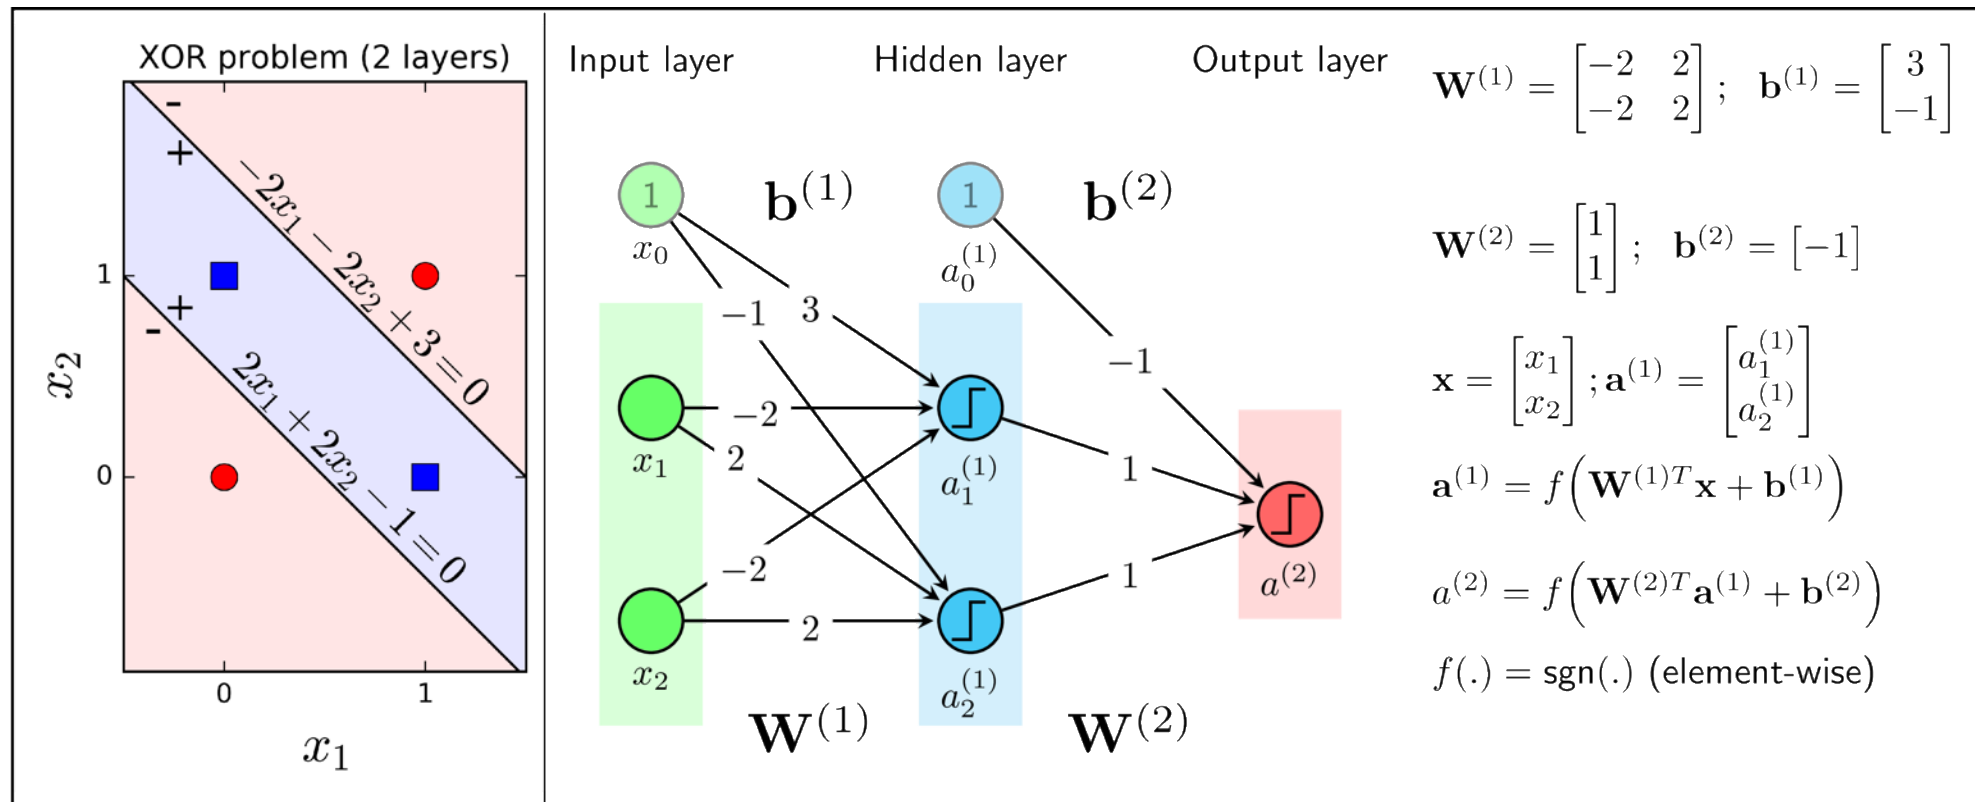 XOR problem (2 layers)
-
+
−2x₁ − 2x₂ + 3 = 0
+
-
2x₁ + 2x₂ − 1 = 0
1
0
0
1
x₂
x₁
Input layer
Hidden layer
Output layer
1
x₀
b⁽¹⁾
1
a₀⁽¹⁾
b⁽²⁾
−1
3
−1
−2
2
x₁
a₁⁽¹⁾
1
−2
2
x₂
a₂⁽¹⁾
1
a⁽²⁾
W⁽¹⁾
W⁽²⁾
W⁽¹⁾ = [−2 2; −2 2] ; b⁽¹⁾ = [3; −1]
W⁽²⁾ = [1; 1] ; b⁽²⁾ = [−1]
x = [x₁; x₂] ; a⁽¹⁾ = [a₁⁽¹⁾; a₂⁽¹⁾]
a⁽¹⁾ = f(W⁽¹⁾ᵀx + b⁽¹⁾)
a⁽²⁾ = f(W⁽²⁾ᵀa⁽¹⁾ + b⁽²⁾)
f(.) = sgn(.) (element-wise)